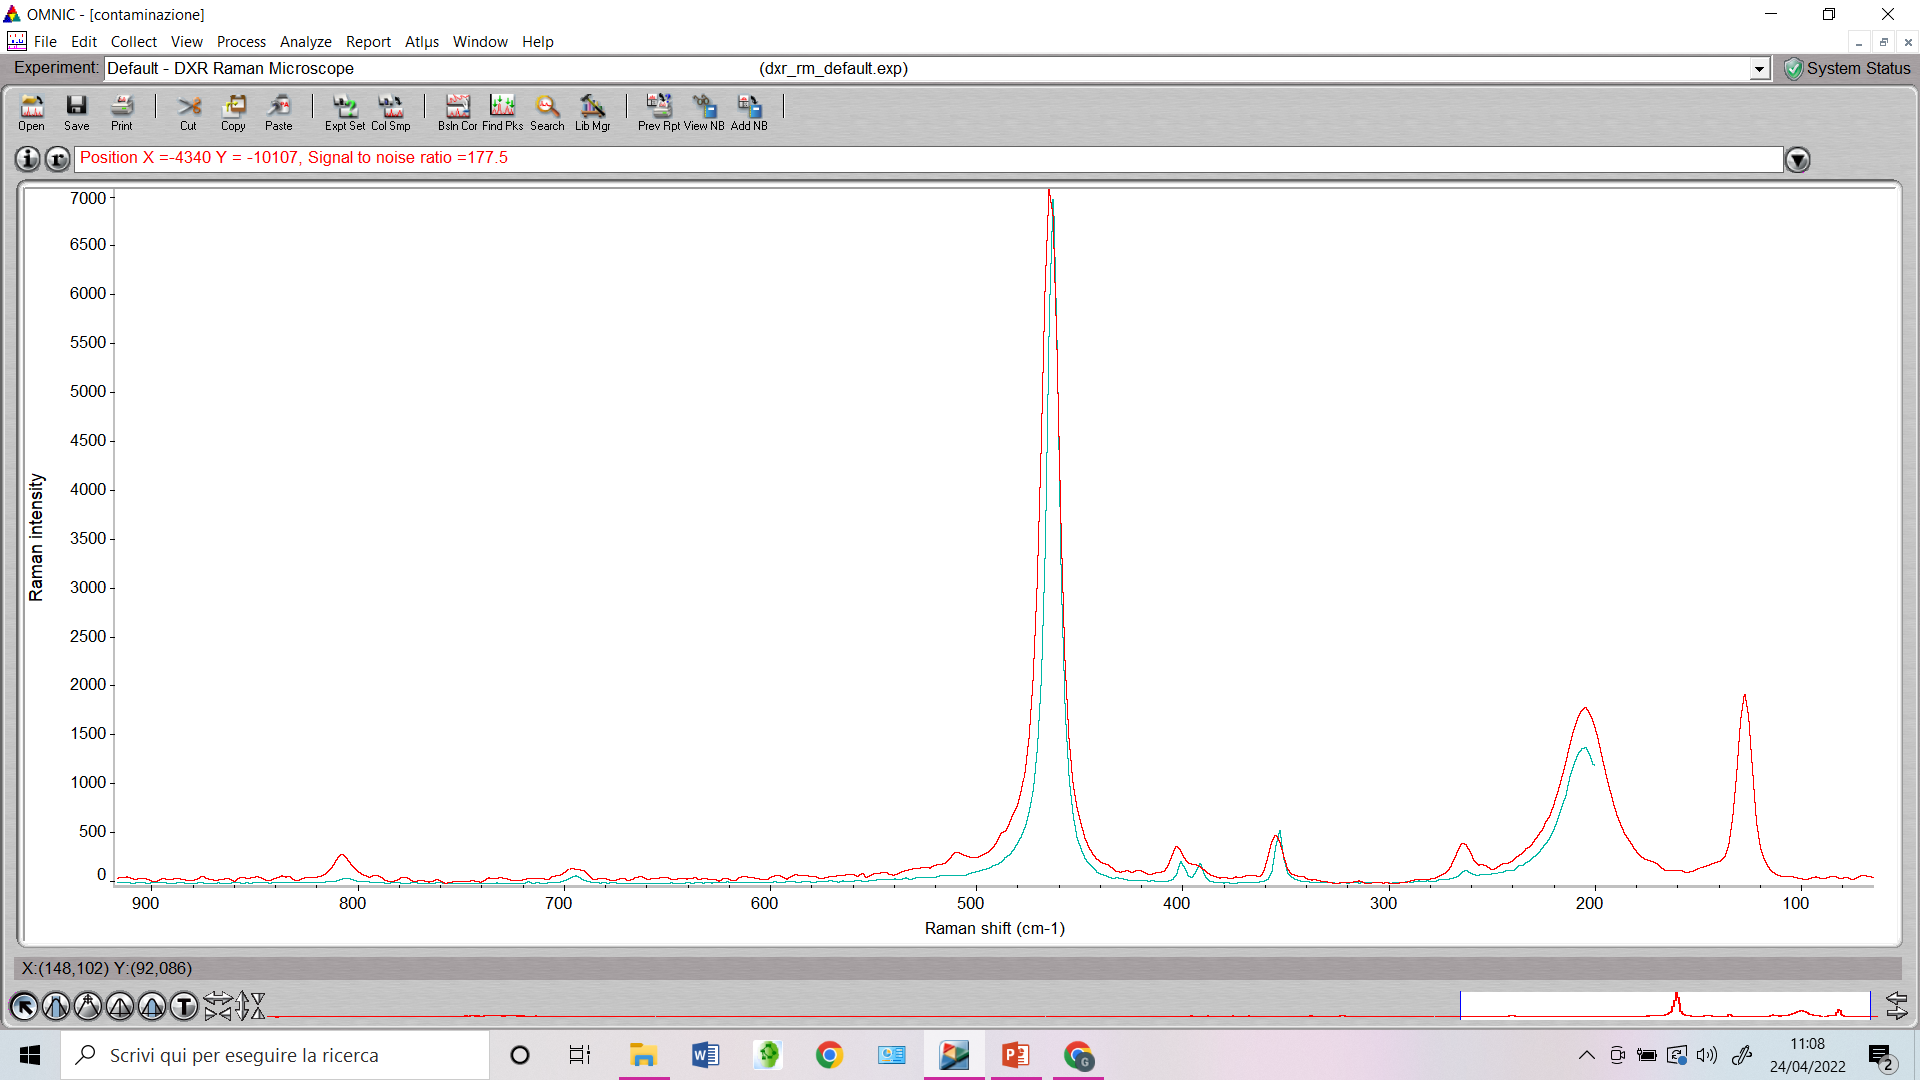 OMNIC - [contaminazione]
File Edit Collect View Process Analyze Report Atlµs Window Help
Experiment: Default - DXR Raman Microscope (dxr_rm_default.exp) System Status
Open Save Print Cut Copy Paste Expt Set Col Smp Bsln Cor Find Pks Search Lib Mgr Prev Rpt View NB Add NB
Position X =-4340 Y = -10107, Signal to noise ratio =177.5
7000
6500
6000
5500
5000
4500
4000
3500
3000
2500
2000
1500
1000
500
0
Raman intensity
900 800 700 600 500 400 300 200 100
Raman shift (cm-1)
X:(148,102) Y:(92,086)
T
Scrivi qui per eseguire la ricerca
11:08
24/04/2022
2